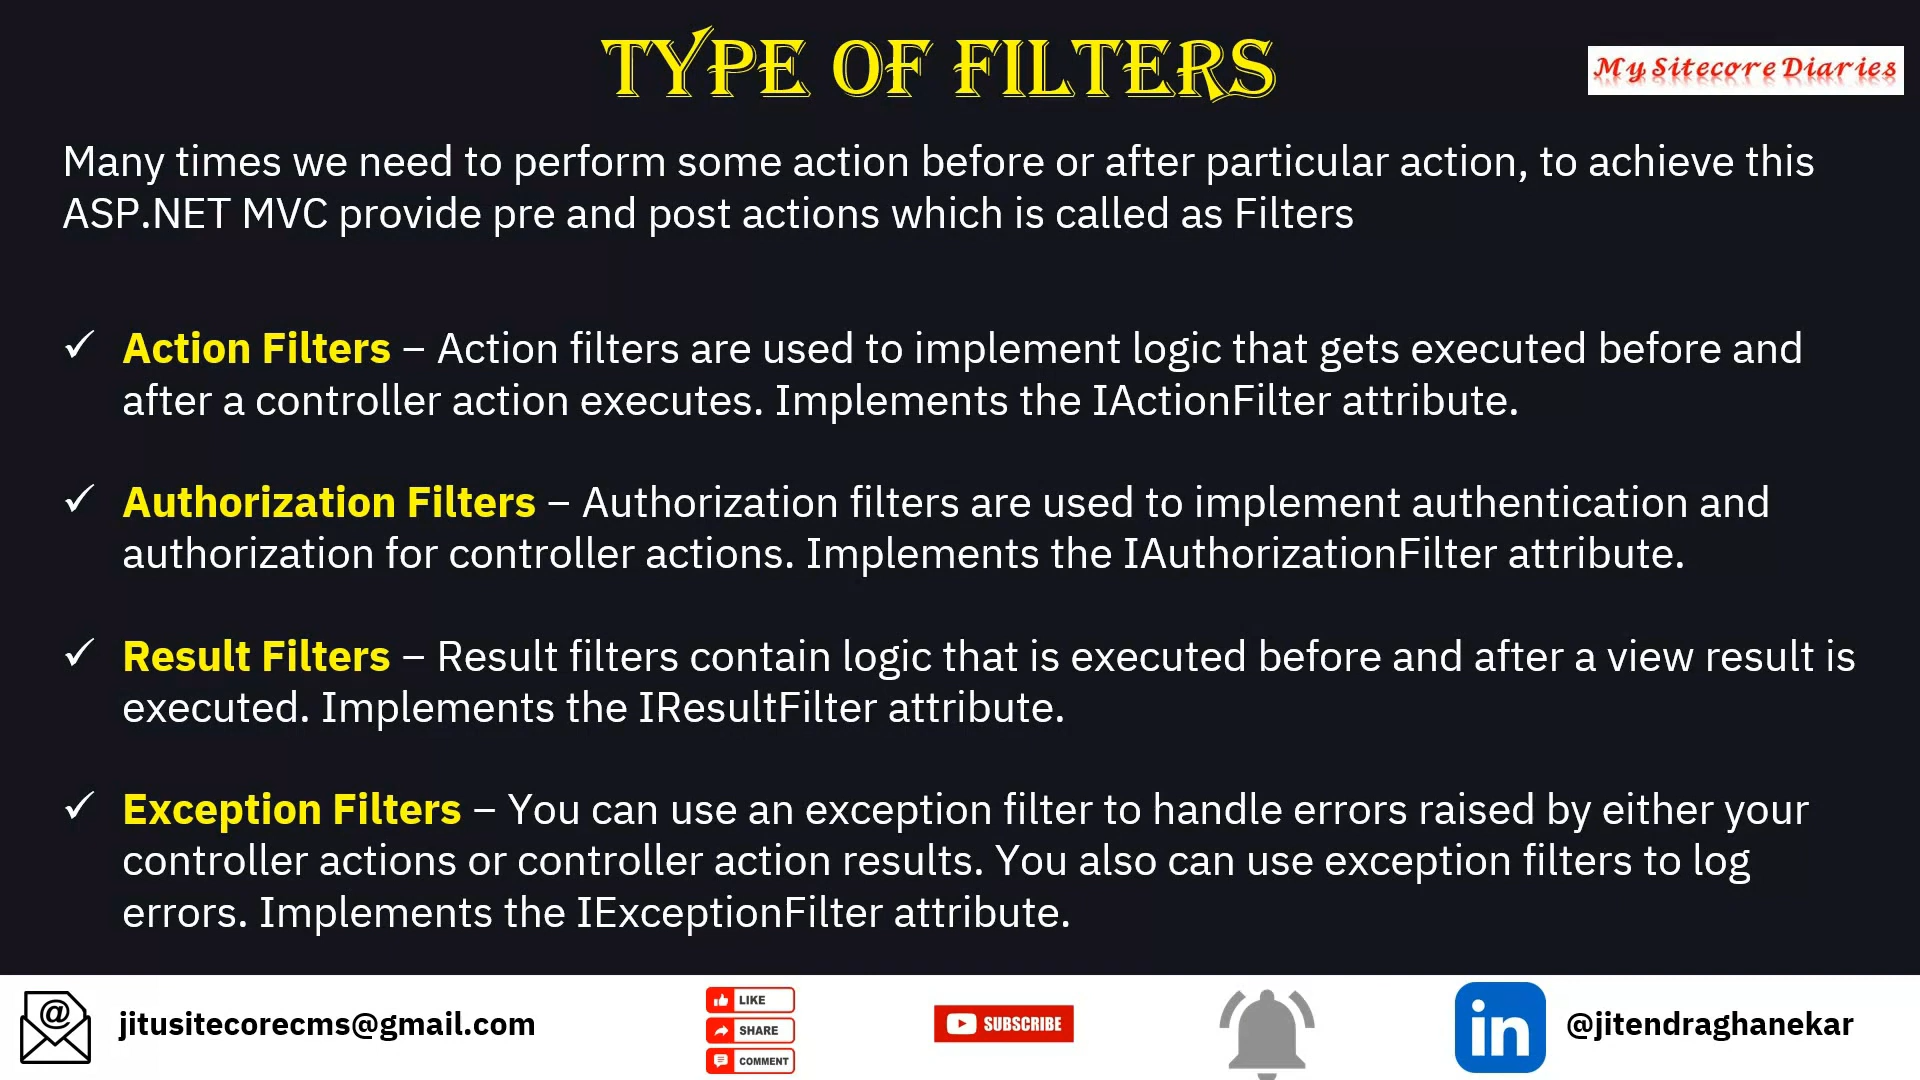 TYPE OF FILTERS
My Sitecore Diaries
Many times we need to perform some action before or after particular action, to achieve this
ASP.NET MVC provide pre and post actions which is called as Filters
✓ Action Filters – Action filters are used to implement logic that gets executed before and
after a controller action executes. Implements the IActionFilter attribute.
✓ Authorization Filters – Authorization filters are used to implement authentication and
authorization for controller actions. Implements the IAuthorizationFilter attribute.
✓ Result Filters – Result filters contain logic that is executed before and after a view result is
executed. Implements the IResultFilter attribute.
✓ Exception Filters – You can use an exception filter to handle errors raised by either your
controller actions or controller action results. You also can use exception filters to log
errors. Implements the IExceptionFilter attribute.
@
jitusitecorecms@gmail.com
LIKE
SHARE
COMMENT
SUBSCRIBE
in
@jitendraghanekar